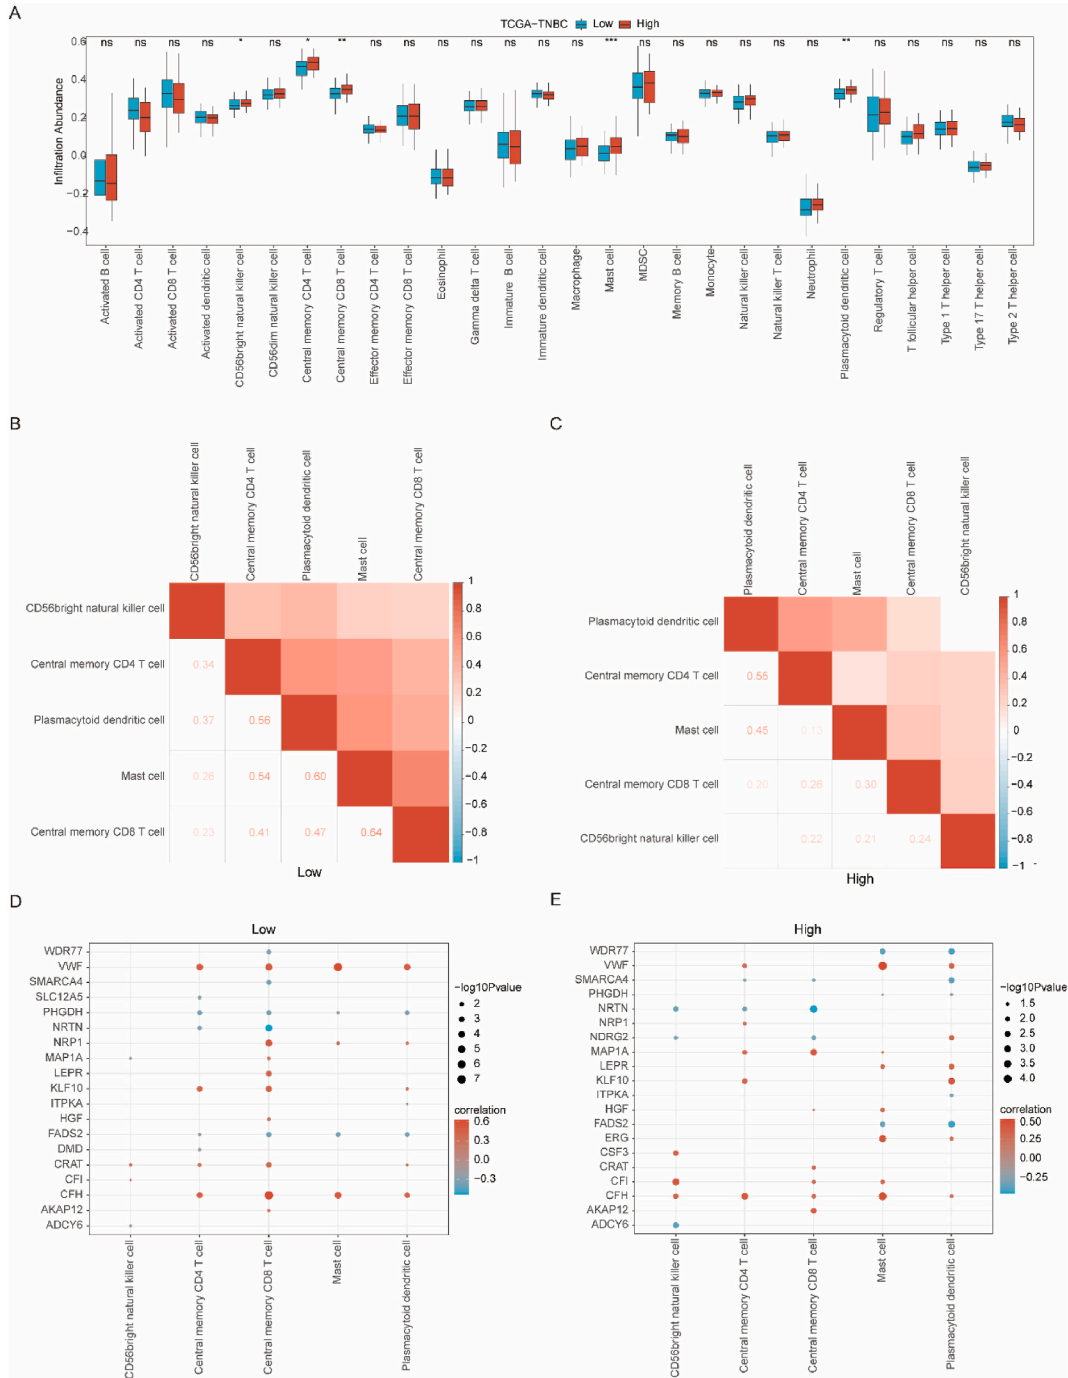 A
TCGA-TNBC Low High
Infiltration Abundance
0.6
0.4
0.2
0.0
−0.2
−0.4
ns ns ns ns * ns * ** ns ns ns ns ns ns ns *** ns ns ns ns ns ns ** ns ns ns ns ns
Activated B cell
Activated CD4 T cell
Activated CD8 T cell
Activated dendritic cell
CD56bright natural killer cell
CD56dim natural killer cell
Central memory CD4 T cell
Central memory CD8 T cell
Effector memory CD4 T cell
Effector memory CD8 T cell
Eosinophil
Gamma delta T cell
Immature B cell
Immature dendritic cell
Macrophage
Mast cell
MDSC
Memory B cell
Monocyte
Natural killer cell
Natural killer T cell
Neutrophil
Plasmacytoid dendritic cell
Regulatory T cell
T follicular helper cell
Type 1 T helper cell
Type 17 T helper cell
Type 2 T helper cell
B
CD56bright natural killer cell
Central memory CD4 T cell
Plasmacytoid dendritic cell
Mast cell
Central memory CD8 T cell
CD56bright natural killer cell
Central memory CD4 T cell 0.34
Plasmacytoid dendritic cell 0.37 0.56
Mast cell 0.26 0.54 0.60
Central memory CD8 T cell 0.23 0.41 0.47 0.64
1
0.8
0.6
0.4
0.2
0
−0.2
−0.4
−0.6
−0.8
−1
Low
C
Plasmacytoid dendritic cell
Central memory CD4 T cell
Mast cell
Central memory CD8 T cell
CD56bright natural killer cell
Plasmacytoid dendritic cell
Central memory CD4 T cell 0.56
Mast cell 0.45 0.13
Central memory CD8 T cell 0.20 0.26 0.30
CD56bright natural killer cell 0.22 0.21 0.24
1
0.8
0.6
0.4
0.2
0
−0.2
−0.4
−0.6
−0.8
−1
High
D
Low
WDR77
VWF
SMARCA4
SLC12A5
PHGDH
NRTN
NRP1
MAP1A
LEPR
KLF10
ITPKA
HGF
FADS2
DMD
CRAT
CFI
CFH
AKAP12
ADCY6
CD56bright natural killer cell
Central memory CD4 T cell
Central memory CD8 T cell
Mast cell
Plasmacytoid dendritic cell
−log10Pvalue
2
3
4
5
6
7
correlation
0.6
0.3
0.0
−0.3
E
High
WDR77
VWF
SMARCA4
PHGDH
NRTN
NRP1
NDRG2
MAP1A
LEPR
KLF10
ITPKA
HGF
FADS2
ERG
CSF3
CRAT
CFI
CFH
AKAP12
ADCY6
CD56bright natural killer cell
Central memory CD4 T cell
Central memory CD8 T cell
Mast cell
Plasmacytoid dendritic cell
−log10Pvalue
1.5
2.0
2.5
3.0
3.5
4.0
correlation
0.50
0.25
0.00
−0.25